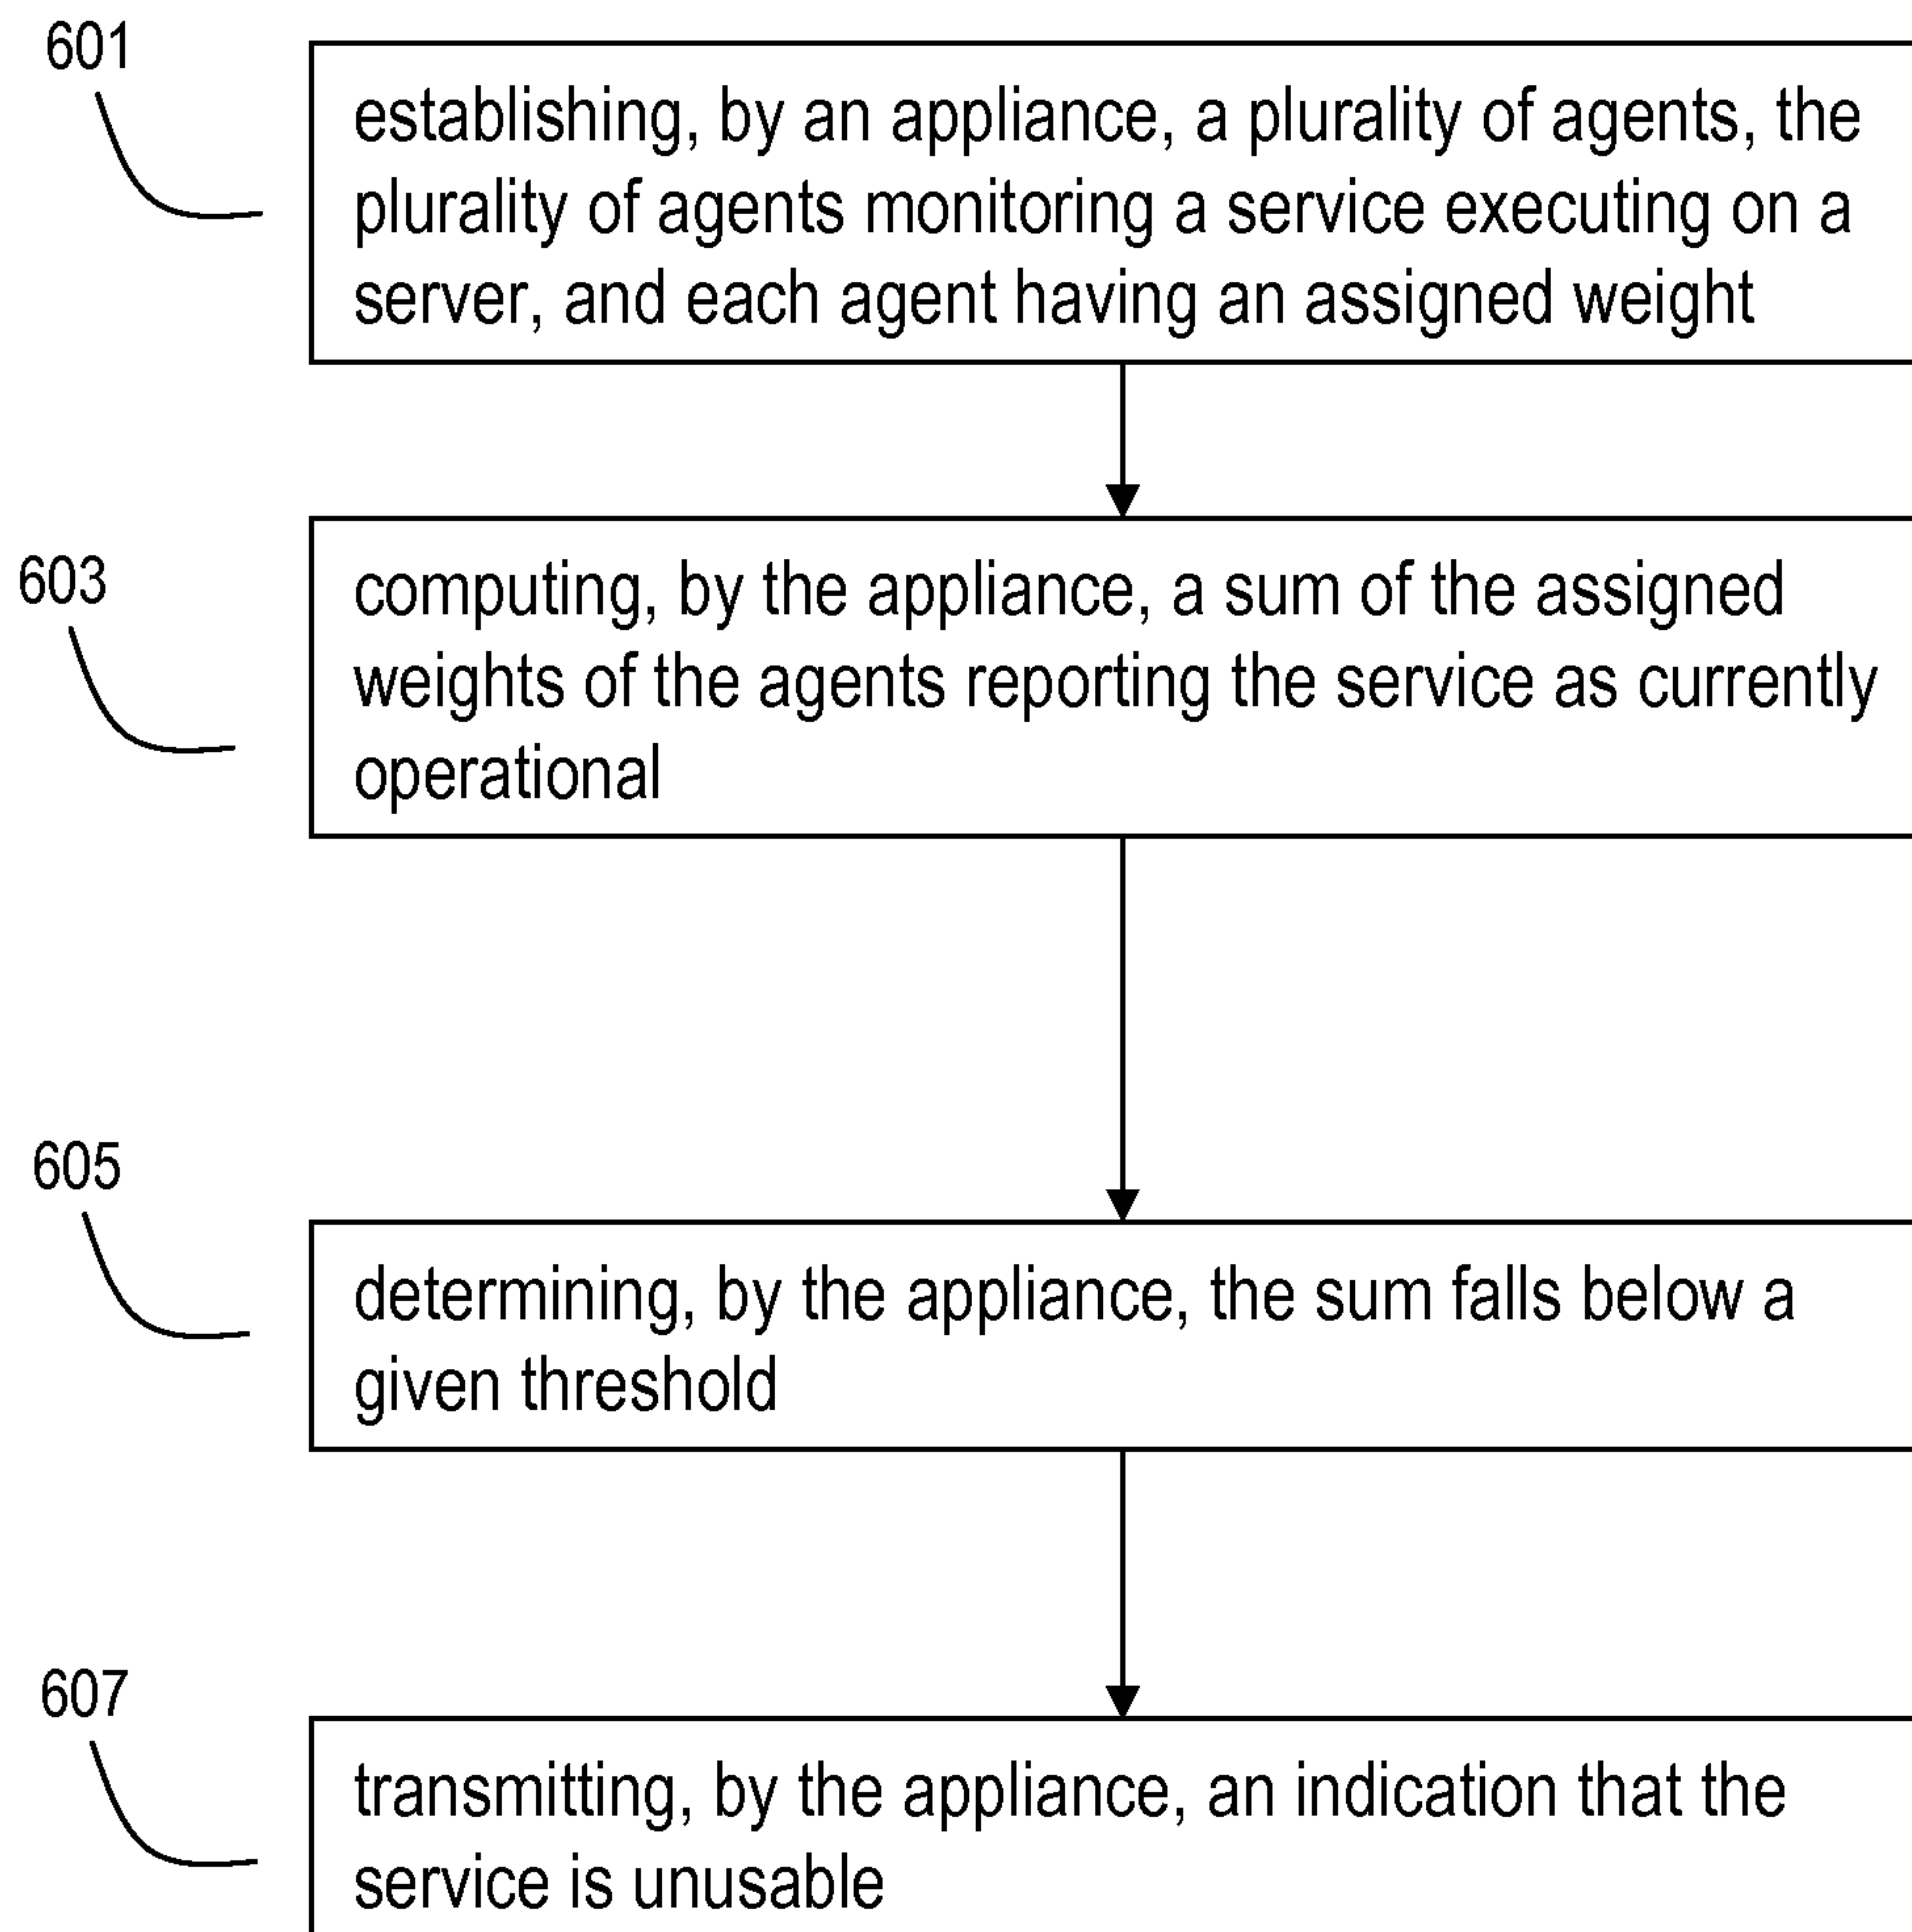 601
establishing, by an appliance, a plurality of agents, the
plurality of agents monitoring a service executing on a
server, and each agent having an assigned weight
603
computing, by the appliance, a sum of the assigned
weights of the agents reporting the service as currently
operational
605
determining, by the appliance, the sum falls below a
given threshold
607
transmitting, by the appliance, an indication that the
service is unusable